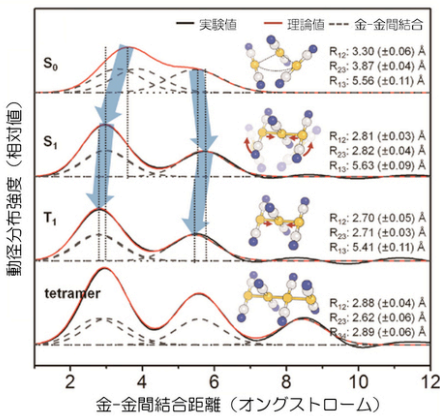 実験値 理論値 金-金間結合
S0
R12: 3.30 (±0.06) Å
R23: 3.87 (±0.04) Å
R13: 5.56 (±0.11) Å
S1
R12: 2.81 (±0.03) Å
R23: 2.82 (±0.04) Å
R13: 5.63 (±0.09) Å
T1
R12: 2.70 (±0.05) Å
R23: 2.71 (±0.03) Å
R13: 5.41 (±0.11) Å
tetramer
R12: 2.88 (±0.04) Å
R23: 2.62 (±0.06) Å
R34: 2.89 (±0.06) Å
動径分布強度（相対値）
2 4 6 8 10 12
金-金間結合距離（オングストローム）